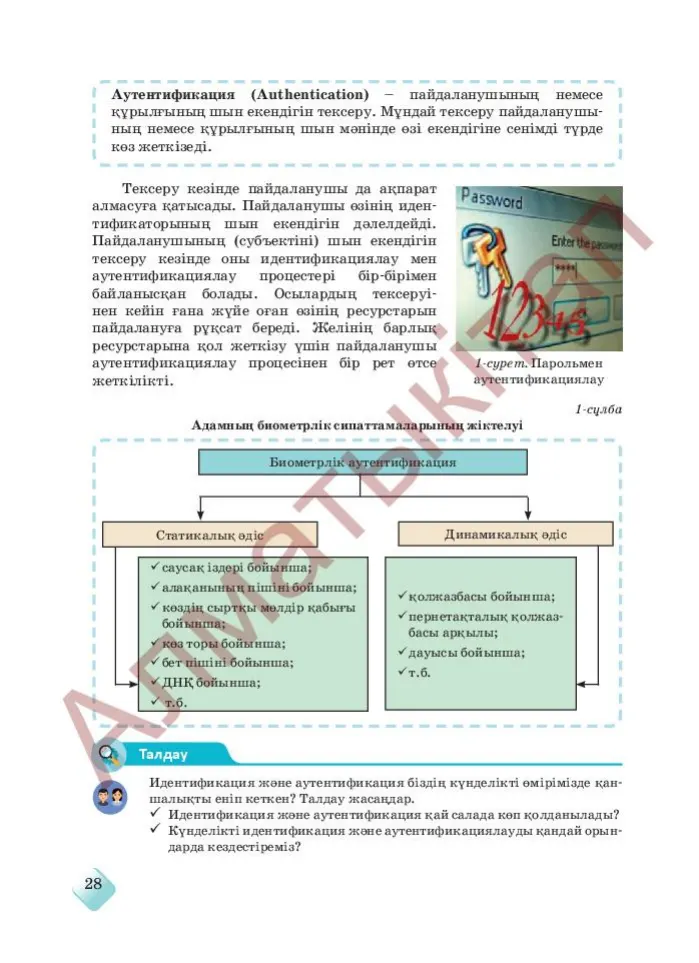 Аутентификация (Authentication) – пайдаланушының немесе
құрылғының шын екендігін тексеру. Мұндай тексеру пайдаланушы-
ның немесе құрылғының шын мәнінде өзі екендігіне сенімді түрде
көз жеткізеді.
Тексеру кезінде пайдаланушы да ақпарат
алмасуға қатысады. Пайдаланушы өзінің иден-
тификаторының шын екендігін дәлелдейді.
Пайдаланушының (субъектіні) шын екендігін
тексеру кезінде оны идентификациялау мен
аутентификациялау процестері бір-бірімен
байланысқан болады. Осылардың тексеруі-
нен кейін ғана жүйе оған өзінің ресурстарын
пайдалануға рұқсат береді. Желінің барлық
ресурстарына қол жеткізу үшін пайдаланушы
аутентификациялау процесінен бір рет өтсе
жеткілікті.
Password
Enter the password
****
12345
1-сурет. Парольмен
аутентификациялау
1-сұлба
Адамның биометрлік сипаттамаларының жіктелуі
Биометрлік аутентификация
Статикалық әдіс
Динамикалық әдіс
✓ саусақ іздері бойынша;
✓ алақанының пішіні бойынша;
✓ көздің сыртқы мөлдір қабығы
бойынша;
✓ көз торы бойынша;
✓ бет пішіні бойынша;
✓ ДНҚ бойынша;
✓ т.б.
✓ қолжазбасы бойынша;
✓ пернетақталық қолжаз-
басы арқылы;
✓ дауысы бойынша;
✓ т.б.
Талдау
Идентификация және аутентификация біздің күнделікті өмірімізде қан-
шалықты еніп кеткен? Талдау жасаңдар.
✓ Идентификация және аутентификация қай салада көп қолданылады?
✓ Күнделікті идентификация және аутентификациялауды қандай орын-
дарда кездестіреміз?
28
Алматыкітап